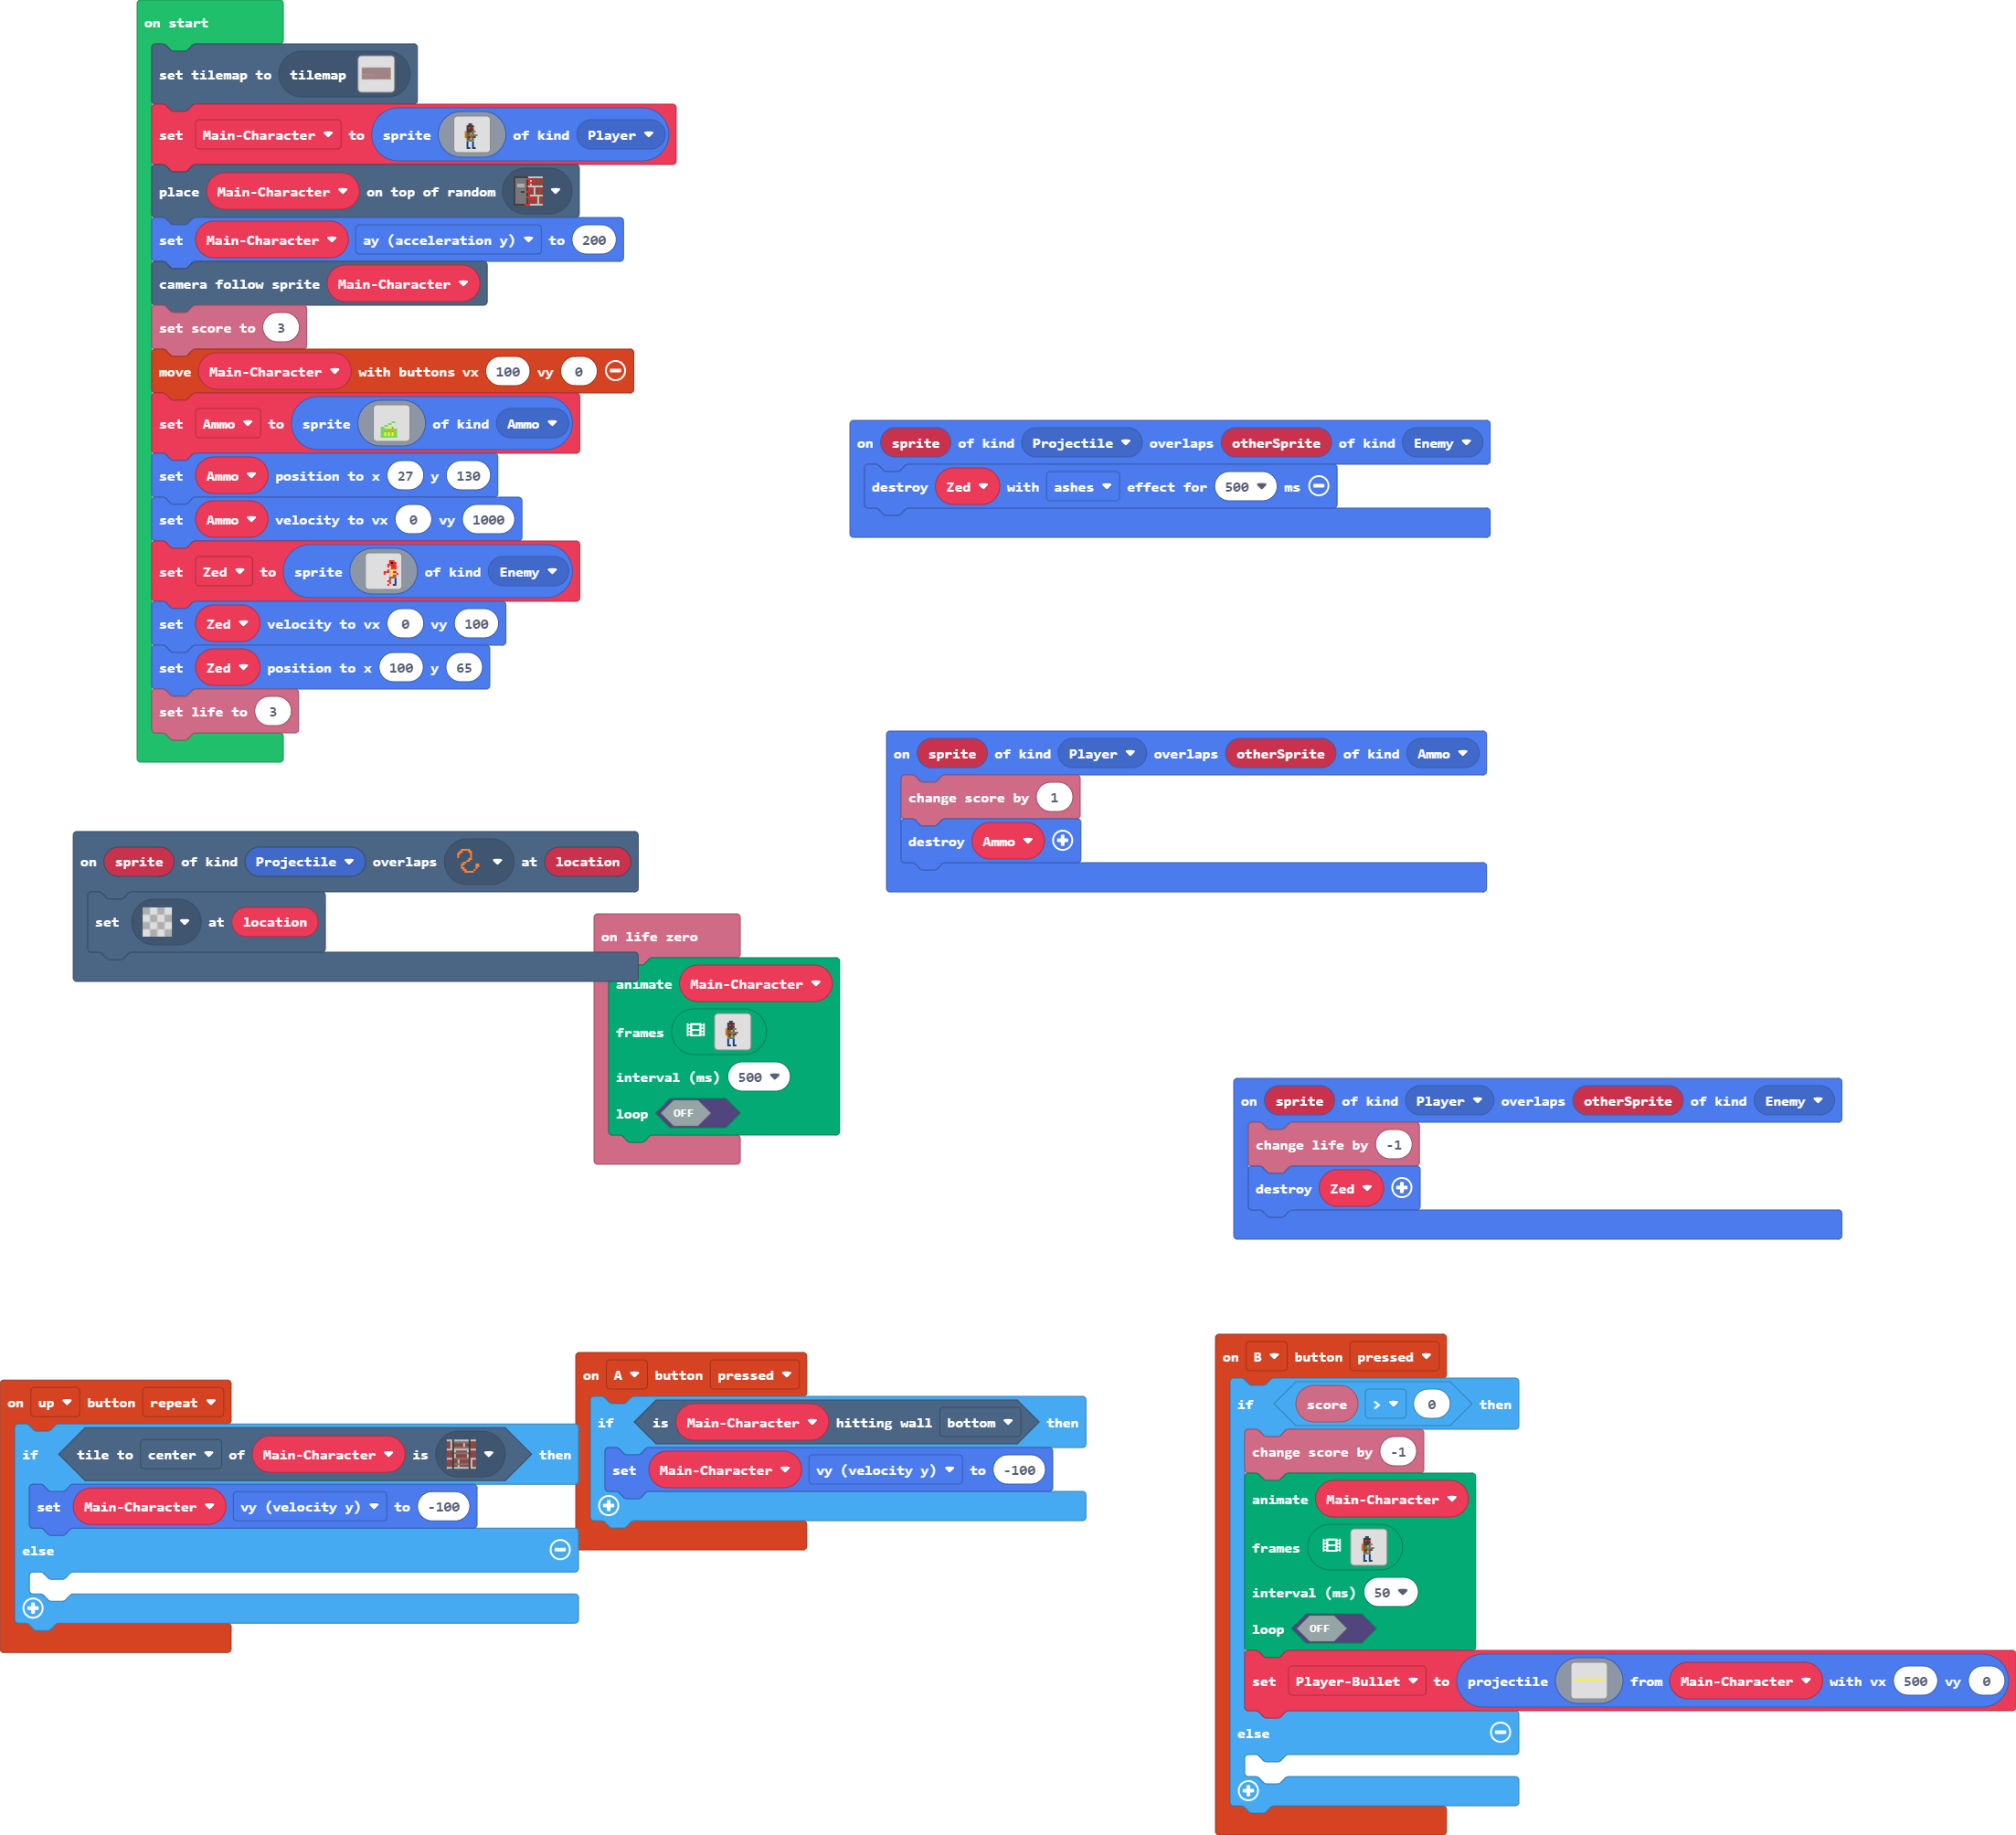 on start
set tilemap to tilemap
set Main-Character to sprite of kind Player
place Main-Character on top of random
set Main-Character ay (acceleration y) to 200
camera follow sprite Main-Character
set score to 3
move Main-Character with buttons vx 100 vy 0
set Ammo to sprite of kind Ammo
set Ammo position to x 27 y 130
set Ammo velocity to vx 0 vy 1000
set Zed to sprite of kind Enemy
set Zed velocity to vx 0 vy 100
set Zed position to x 100 y 65
set life to 3
on sprite of kind Projectile overlaps otherSprite of kind Enemy
destroy Zed with ashes effect for 500 ms
on sprite of kind Player overlaps otherSprite of kind Ammo
change score by 1
destroy Ammo
on sprite of kind Projectile overlaps at location
set at location
on life zero
animate Main-Character
frames
interval (ms) 500
loop OFF
on sprite of kind Player overlaps otherSprite of kind Enemy
change life by -1
destroy Zed
on up button repeat
if tile to center of Main-Character is then
set Main-Character vy (velocity y) to -100
else
on A button pressed
if is Main-Character hitting wall bottom then
set Main-Character vy (velocity y) to -100
on B button pressed
if score > 0 then
change score by -1
animate Main-Character
frames
interval (ms) 50
loop OFF
set Player-Bullet to projectile from Main-Character with vx 500 vy 0
else